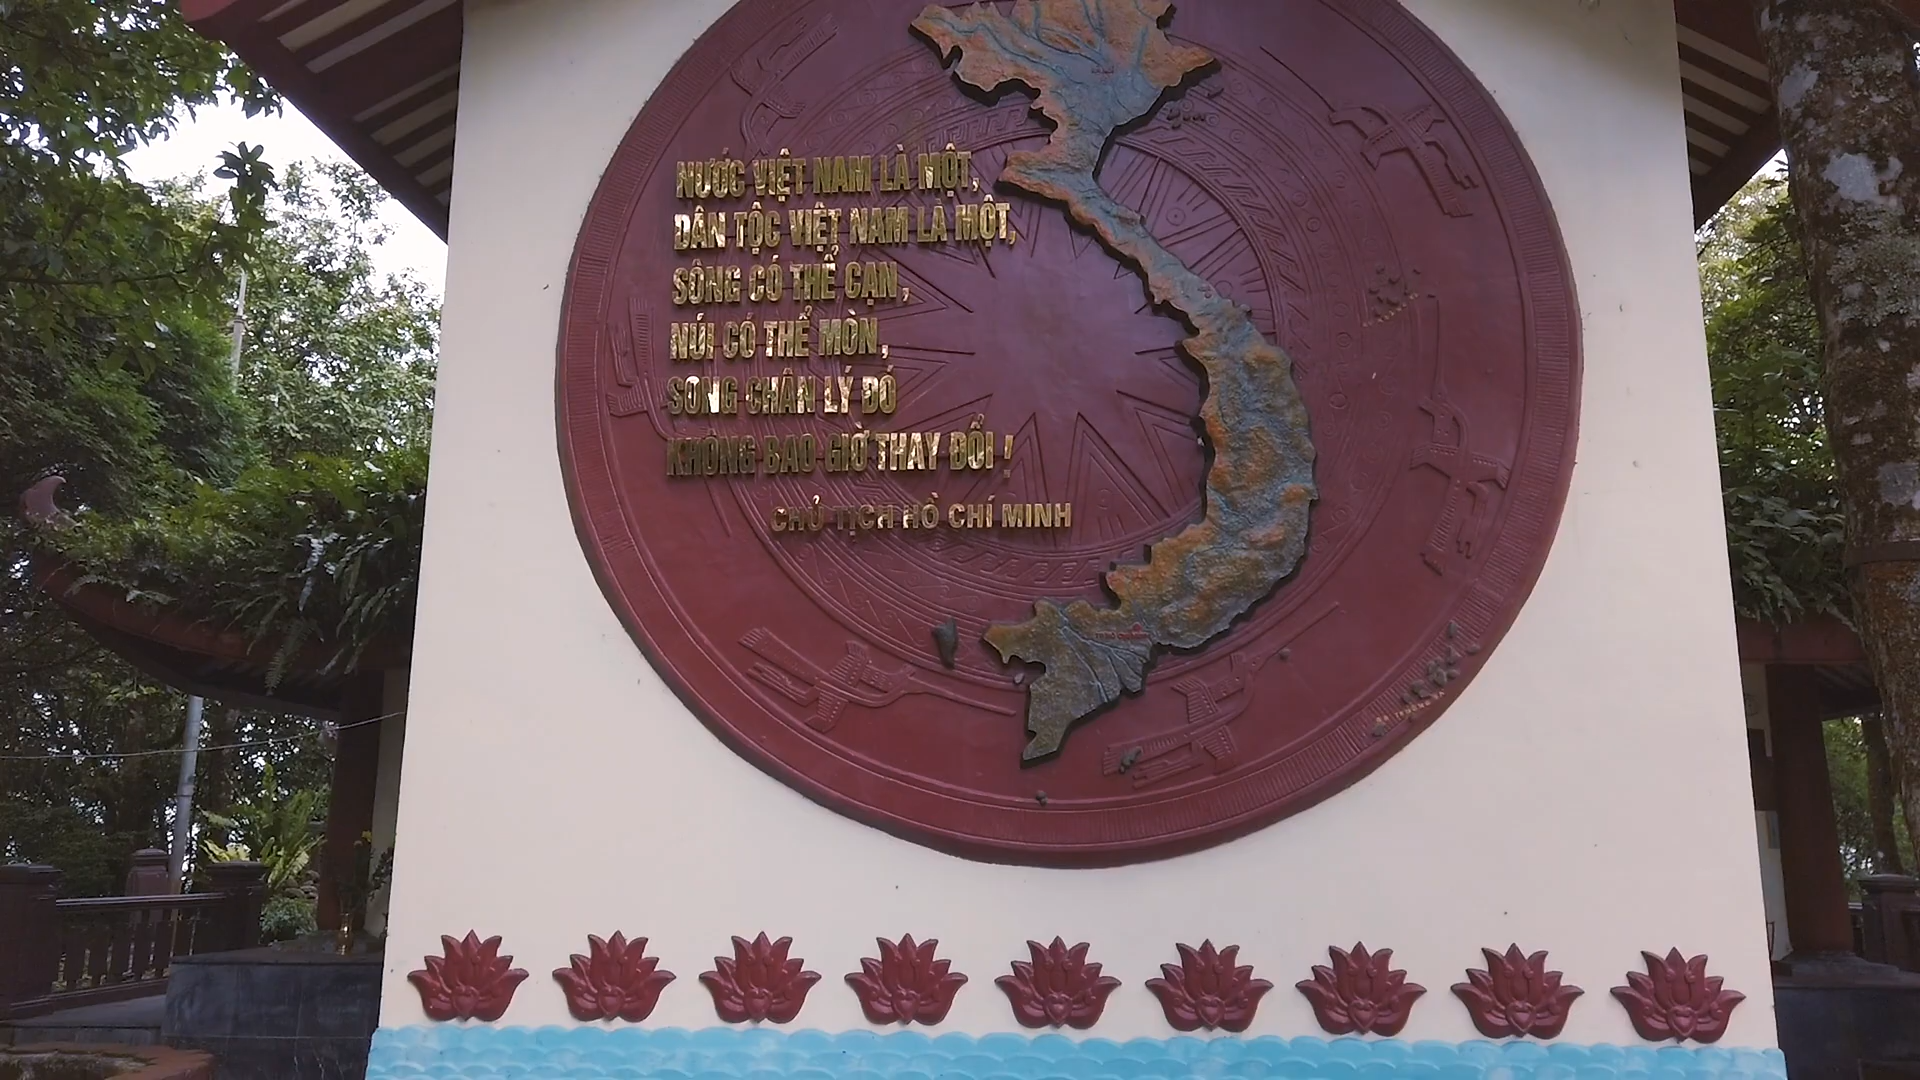 NƯỚC VIỆT NAM LÀ MỘT,
DÂN TỘC VIỆT NAM LÀ MỘT,
SÔNG CÓ THỂ CẠN,
NÚI CÓ THỂ MÒN,
SONG CHÂN LÝ ĐÓ
KHÔNG BAO GIỜ THAY ĐỔI !
CHỦ TỊCH HỒ CHÍ MINH